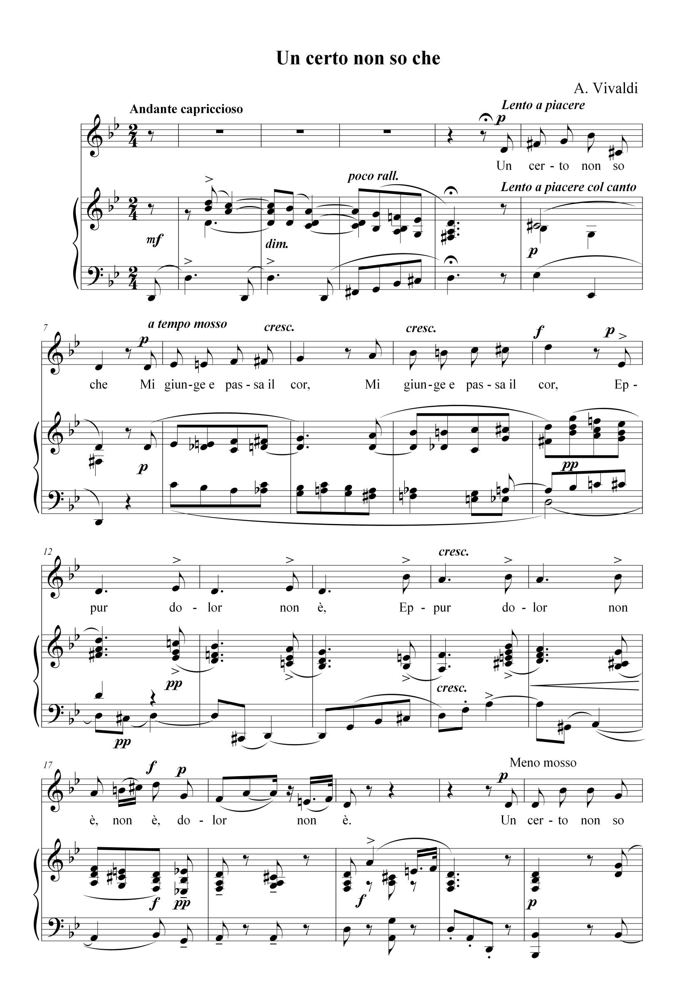 Un certo non so che
A. Vivaldi
Andante capriccioso
Lento a piacere
p
Un cer - to non so
poco rall.
Lento a piacere col canto
mf
dim.
p
7
a tempo mosso
cresc.
cresc.
f
p
p
che Mi giun-ge e pas - sa il cor, Mi giun-ge e pas - sa il cor, Ep -
p
pp
12
cresc.
pur do - lor non è, Ep - pur do - lor non
pp
cresc.
pp
17
f
p
Meno mosso
p
è, non è, do - lor non è. Un cer - to non so
f
pp
f
p